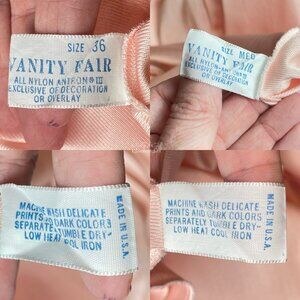 SIZE 36
VANITY FAIR
ALL NYLON ANTRON III
EXCLUSIVE OF DECORATION
OR OVERLAY
SIZE MED
VANITY FAIR
ALL NYLON ANTRON III
EXCLUSIVE OF DECORATION
OR OVERLAY
MACHINE WASH DELICATE
PRINTS AND DARK COLORS
SEPARATELY TUMBLE DRY-
LOW HEAT COOL IRON
MADE IN U.S.A.
MACHINE WASH DELICATE
PRINTS AND DARK COLORS
SEPARATELY TUMBLE DRY-
LOW HEAT COOL IRON
MADE IN U.S.A.